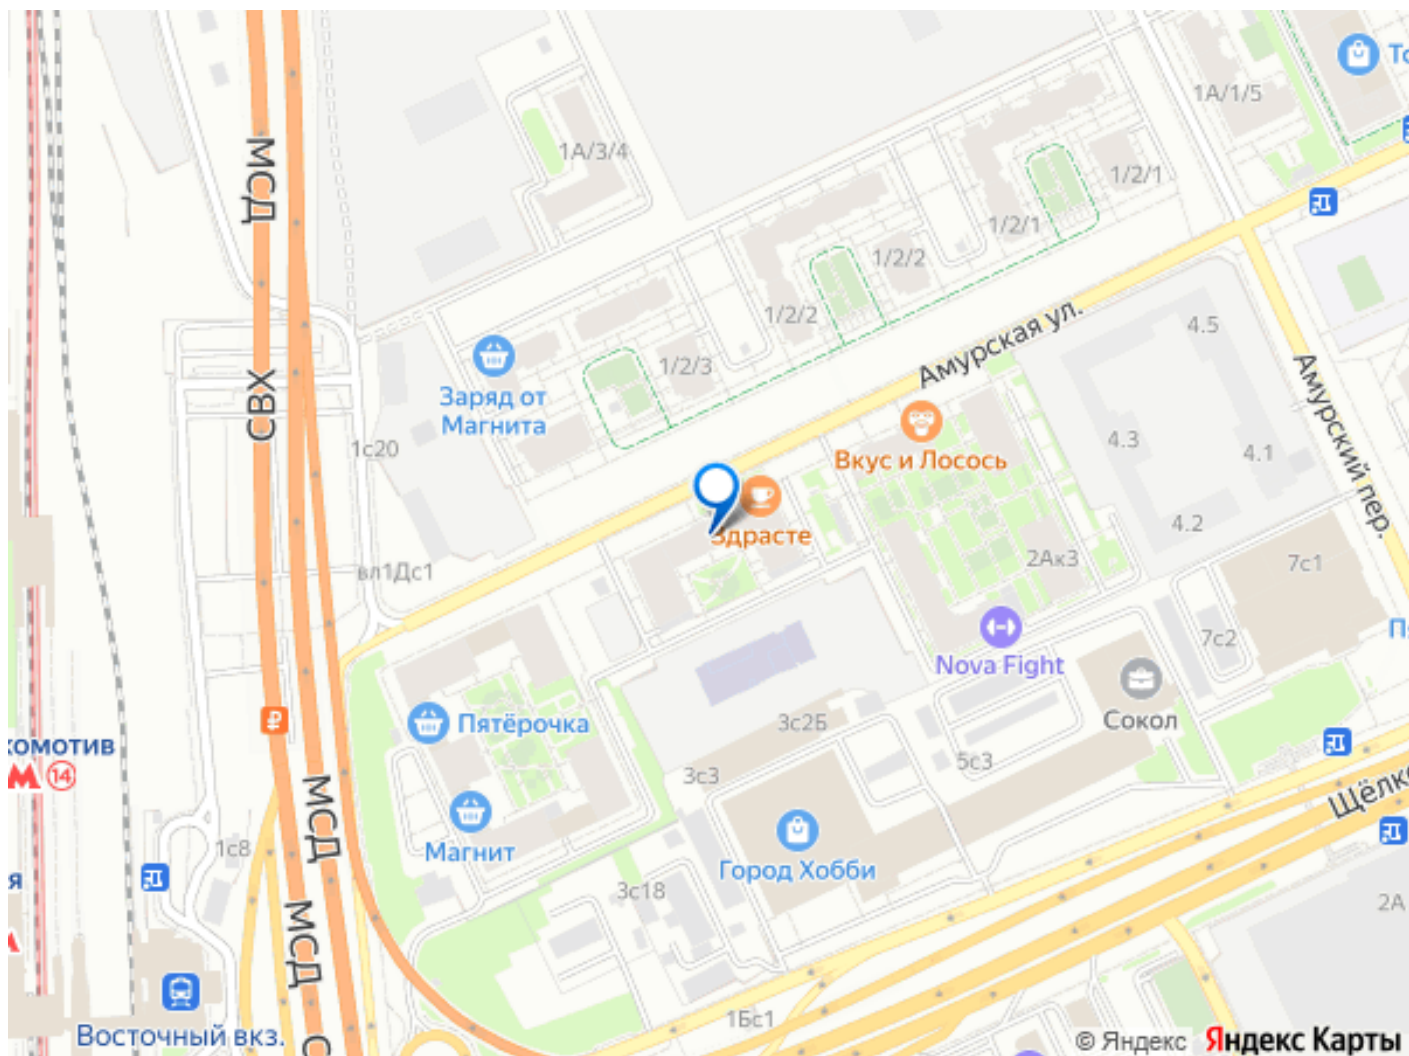 1А/1/5
1А/3/4
МСД
1/2/1
1/2/1
1/2/2
1/2/2
Амурская ул.
4.5
1/2/3
Заряд от
Магнита
СВХ
Амурский пер.
1с20
Вкус и Лосось
4.3
4.1
4.2
Здрасте
2Ак3
7с1
вл1Дс1
7с2
Nova Fight
Пятёрочка
3с2Б
Сокол
комотив
М 14
3с3
5с3
МСД
Щёлко
Магнит
1с8
Город Хобби
3с18
МСД
2А
1Бс1
Восточный вкз.
© Яндекс Яндекс Карты